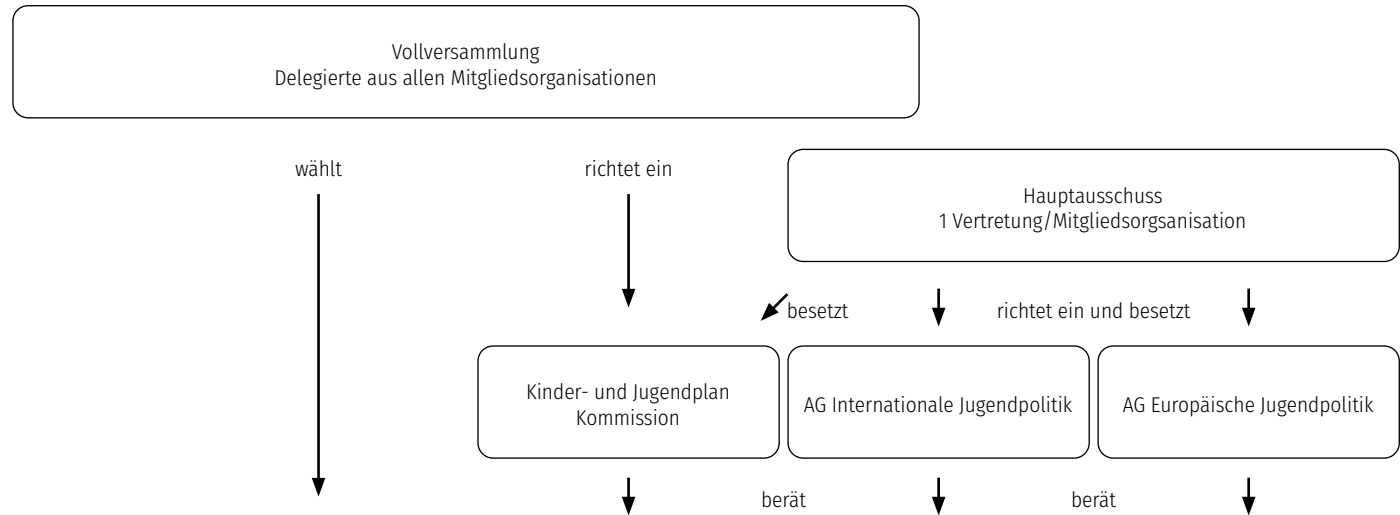 Vollversammlung
Delegierte aus allen Mitgliedsorganisationen
wählt
richtet ein
Hauptausschuss
1 Vertretung/Mitgliedsorgsanisation
besetzt
richtet ein und besetzt
Kinder- und Jugendplan
Kommission
AG Internationale Jugendpolitik
AG Europäische Jugendpolitik
berät
berät